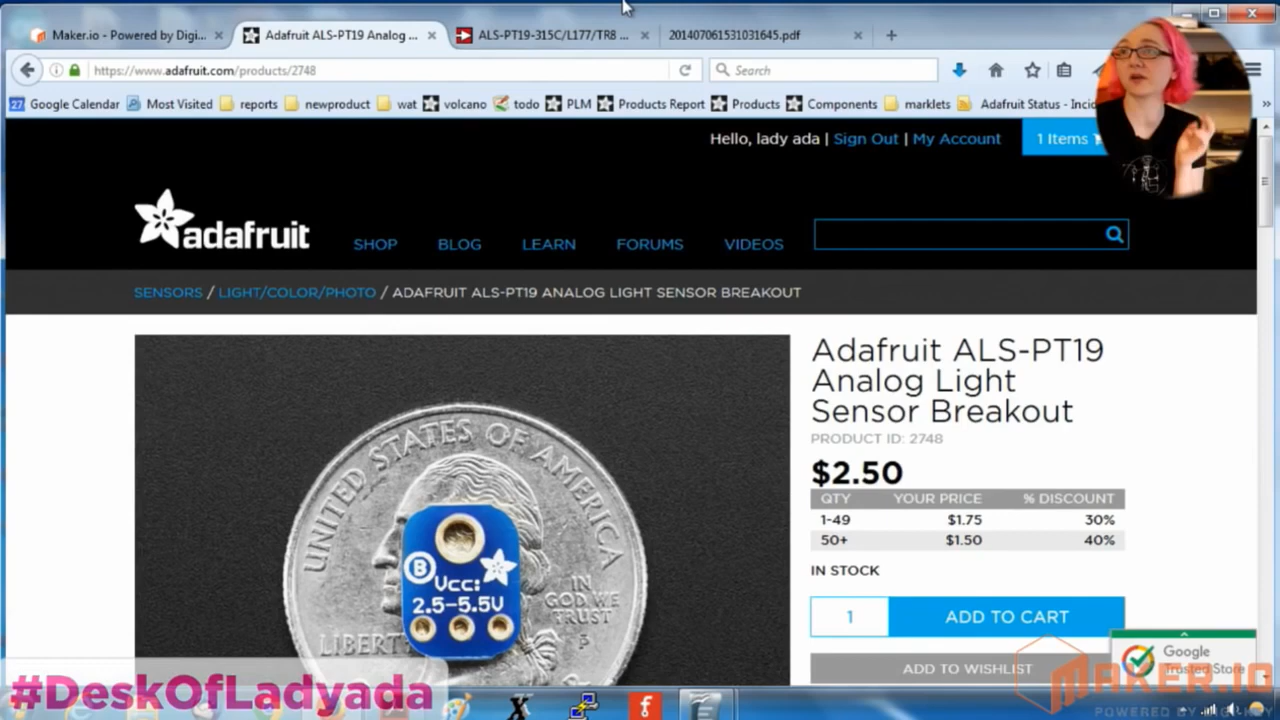 Maker.io - Powered by Digi...
Adafruit ALS-PT19 Analog ...
ALS-PT19-315C/L177/TR8 ...
201407061531031645.pdf
https://www.adafruit.com/products/2748
Search
27 Google Calendar
Most Visited
reports
newproduct
wat
volcano
todo
PLM
Products Report
Products
Components
marklets
Adafruit Status - Incid
»
Hello, lady ada | Sign Out | My Account
1 Items
adafruit
SHOP
BLOG
LEARN
FORUMS
VIDEOS
SENSORS / LIGHT/COLOR/PHOTO / ADAFRUIT ALS-PT19 ANALOG LIGHT SENSOR BREAKOUT
Adafruit ALS-PT19
Analog Light
Sensor Breakout
PRODUCT ID: 2748
$2.50
QTY YOUR PRICE % DISCOUNT
1-49 $1.75 30%
50+ $1.50 40%
IN STOCK
1
ADD TO CART
ADD TO WISHLIST
UNITED STATES OF AMERICA
B
Vcc:
2.5-5.5V
IN
GOD WE
TRUST
LIBERT
Google
Trusted Store
#DeskOfLadyada
MAKER.IO
POWERED BY DIGI-KEY